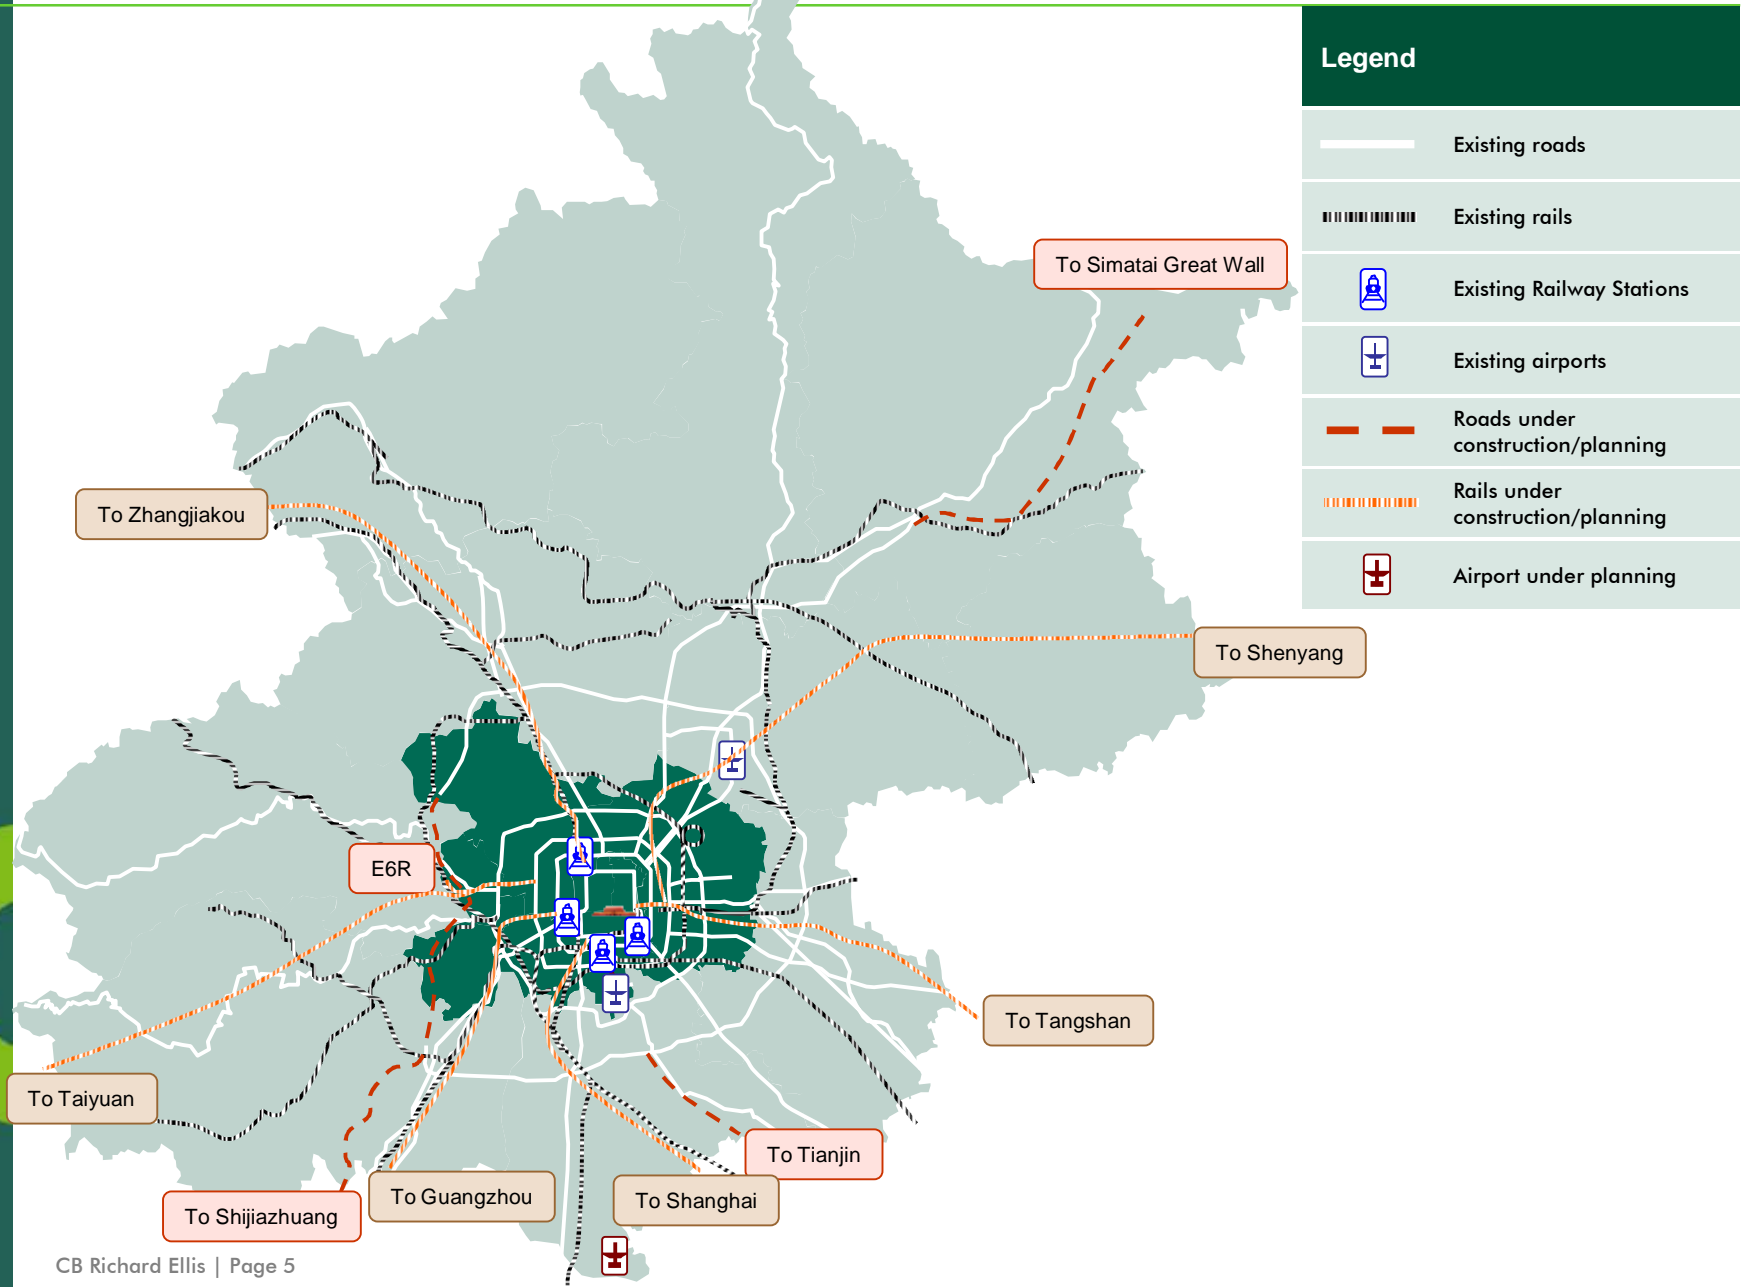 Legend
Existing roads
Existing rails
Existing Railway Stations
Existing airports
Roads under
construction/planning
Rails under
construction/planning
Airport under planning
To Simatai Great Wall
To Zhangjiakou
To Shenyang
E6R
To Tangshan
To Taiyuan
To Tianjin
To Guangzhou
To Shanghai
To Shijiazhuang
CB Richard Ellis | Page 5